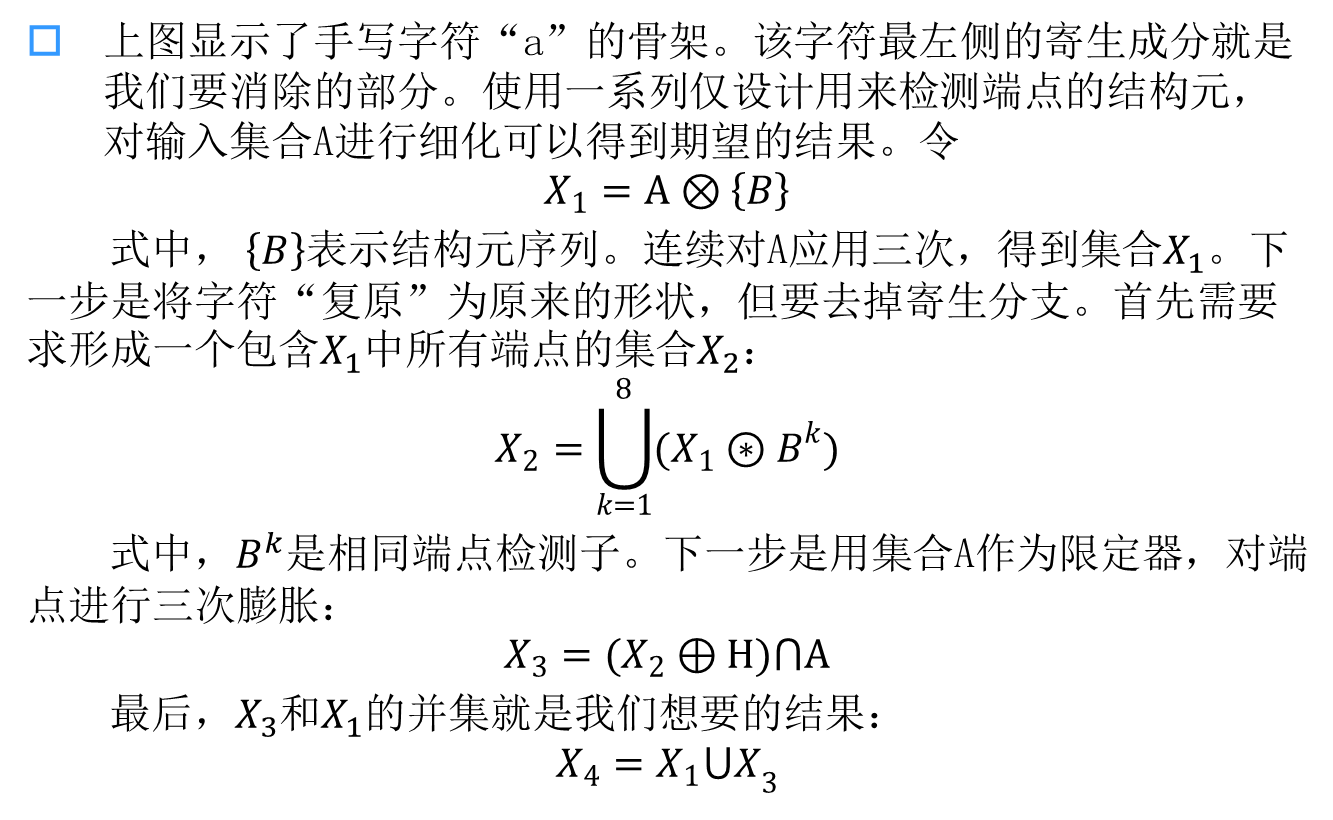 上图显示了手写字符“a”的骨架。该字符最左侧的寄生成分就是
我们要消除的部分。使用一系列仅设计用来检测端点的结构元，
对输入集合A进行细化可以得到期望的结果。令
X₁ = A ⊗ {B}
式中， {B}表示结构元序列。连续对A应用三次，得到集合X₁。下
一步是将字符“复原”为原来的形状，但要去掉寄生分支。首先需要
求形成一个包含X₁中所有端点的集合X₂：
X₂ = ⋃_{k=1}^{8} (X₁ ⊛ Bᵏ)
式中，Bᵏ是相同端点检测子。下一步是用集合A作为限定器，对端
点进行三次膨胀：
X₃ = (X₂ ⊕ H)⋂A
最后，X₃和X₁的并集就是我们想要的结果：
X₄ = X₁⋃X₃